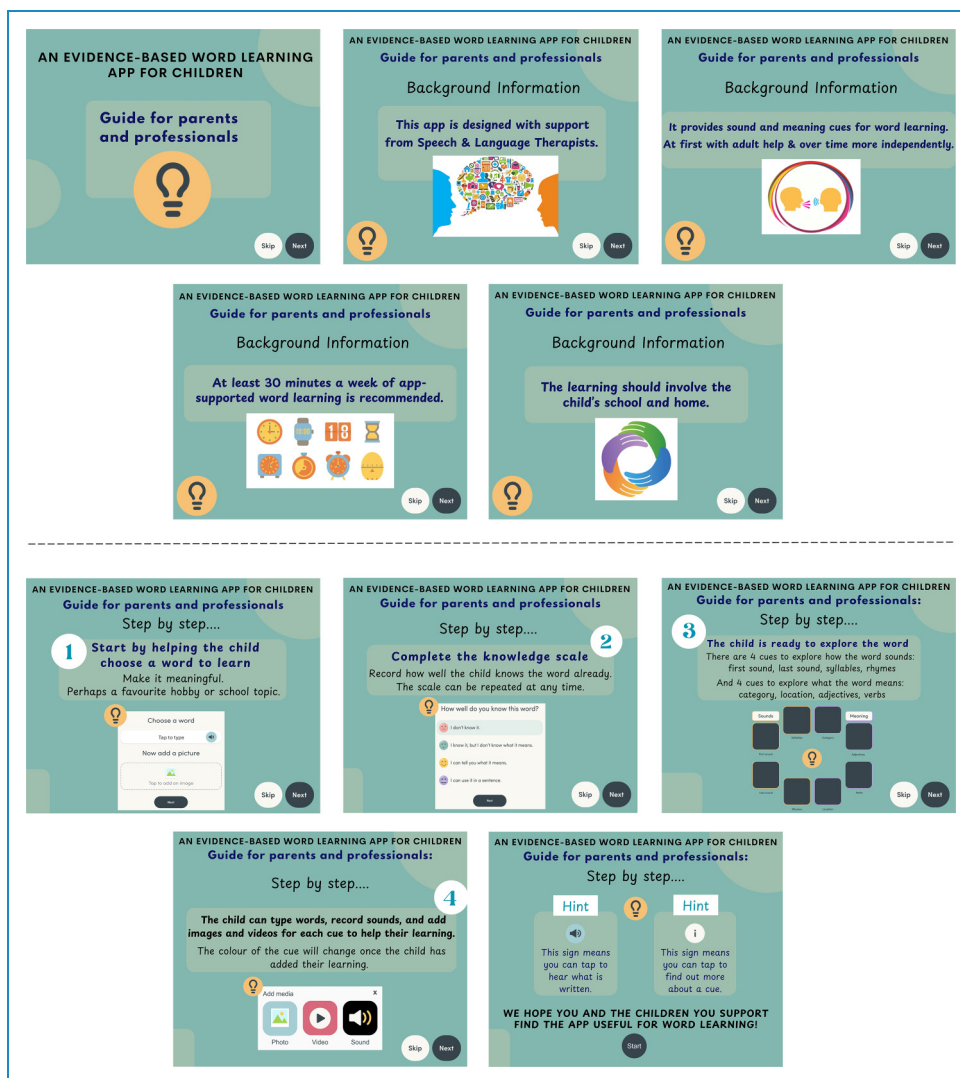 AN EVIDENCE-BASED WORD LEARNING
APP FOR CHILDREN
Guide for parents
and professionals
Skip Next
AN EVIDENCE-BASED WORD LEARNING APP FOR CHILDREN
Guide for parents and professionals
Background Information
This app is designed with support
from Speech & Language Therapists.
Skip Next
AN EVIDENCE-BASED WORD LEARNING APP FOR CHILDREN
Guide for parents and professionals
Background Information
It provides sound and meaning cues for word learning.
At first with adult help & over time more independently.
Skip Next
AN EVIDENCE-BASED WORD LEARNING APP FOR CHILDREN
Guide for parents and professionals
Background Information
At least 30 minutes a week of app-
supported word learning is recommended.
Skip Next
AN EVIDENCE-BASED WORD LEARNING APP FOR CHILDREN
Guide for parents and professionals
Background Information
The learning should involve the
child's school and home.
Skip Next
AN EVIDENCE-BASED WORD LEARNING APP FOR CHILDREN
Guide for parents and professionals
Step by step....
1
Start by helping the child
choose a word to learn
Make it meaningful.
Perhaps a favourite hobby or school topic.
Choose a word
Tap to type
Now add a picture
Tap to add an image
Next
Skip Next
AN EVIDENCE-BASED WORD LEARNING APP FOR CHILDREN
Guide for parents and professionals
Step by step....
2
Complete the knowledge scale
Record how well the child knows the word already.
The scale can be repeated at any time.
How well do you know this word?
I don't know it.
I know it, but I don't know what it means.
I can tell you what it means.
I can use it in a sentence.
Next
Skip Next
AN EVIDENCE-BASED WORD LEARNING APP FOR CHILDREN
Guide for parents and professionals:
Step by step....
3
The child is ready to explore the word
There are 4 cues to explore how the word sounds:
first sound, last sound, syllables, rhymes
And 4 cues to explore what the word means:
category, location, adjectives, verbs
Sounds Meaning
Skip Next
AN EVIDENCE-BASED WORD LEARNING APP FOR CHILDREN
Guide for parents and professionals:
Step by step....
4
The child can type words, record sounds, and add
images and videos for each cue to help their learning.
The colour of the cue will change once the child has
added their learning.
Add media X
Photo Video Sound
Skip Next
AN EVIDENCE-BASED WORD LEARNING APP FOR CHILDREN
Guide for parents and professionals:
Step by step....
Hint
This sign means
you can tap to
hear what is
written.
Hint
i
This sign means
you can tap to
find out more
about a cue.
WE HOPE YOU AND THE CHILDREN YOU SUPPORT
FIND THE APP USEFUL FOR WORD LEARNING!
Start